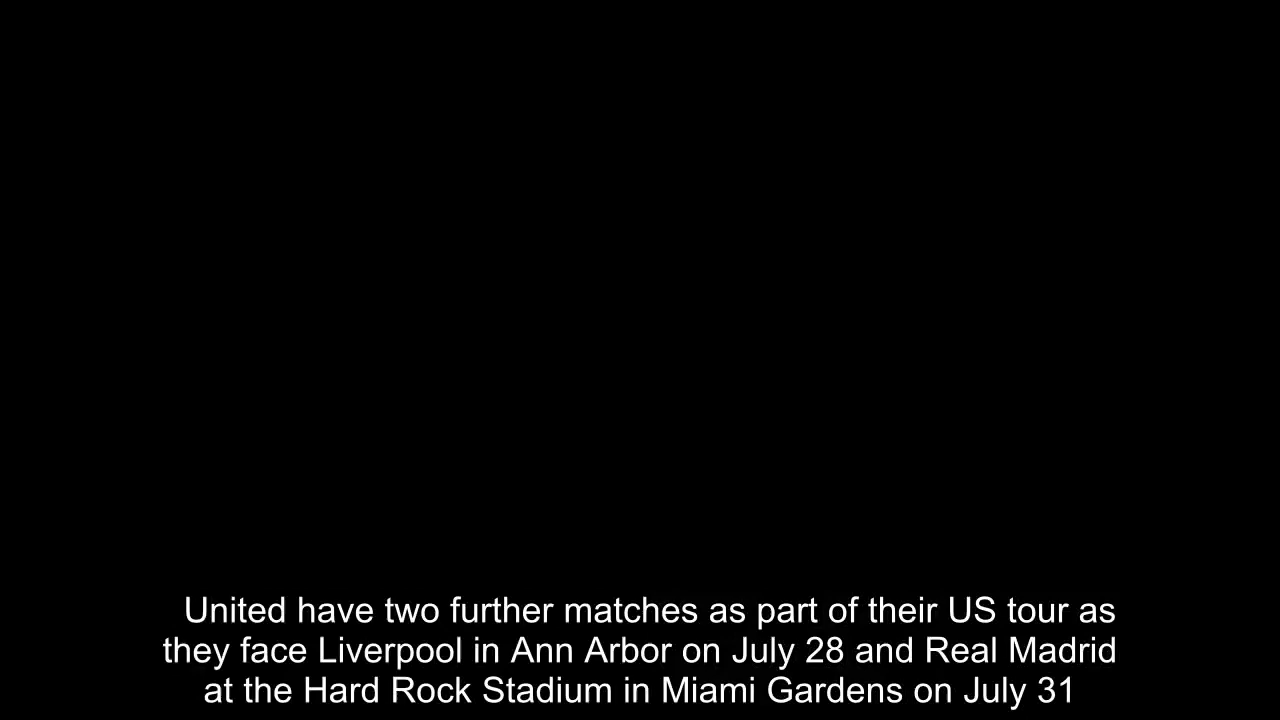 United have two further matches as part of their US tour as
they face Liverpool in Ann Arbor on July 28 and Real Madrid
at the Hard Rock Stadium in Miami Gardens on July 31